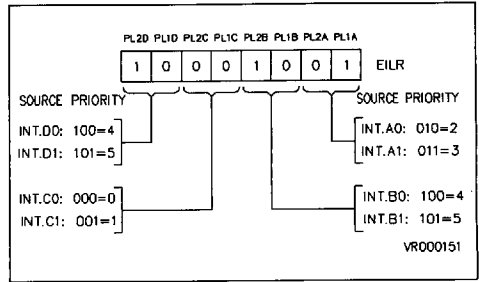 PL2D PL1D PL2C PL1C PL2B PL1B PL2A PL1A
1 0 0 0 1 0 0 1 EILR
SOURCE PRIORITY SOURCE PRIORITY
INT.D0: 100=4 INT.A0: 010=2
INT.D1: 101=5 INT.A1: 011=3
INT.C0: 000=0 INT.B0: 100=4
INT.C1: 001=1 INT.B1: 101=5
VR000151